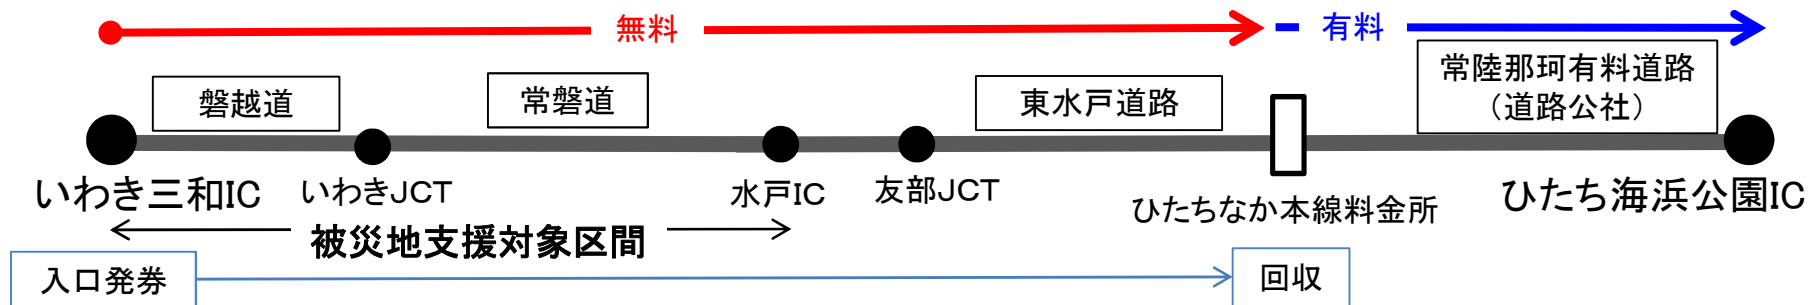 無料
有料
磐越道
常磐道
東水戸道路
常陸那珂有料道路
（道路公社）
いわき三和IC
いわきJCT
水戸IC
友部JCT
ひたちなか本線料金所
ひたち海浜公園IC
被災地支援対象区間
入口発券
回収